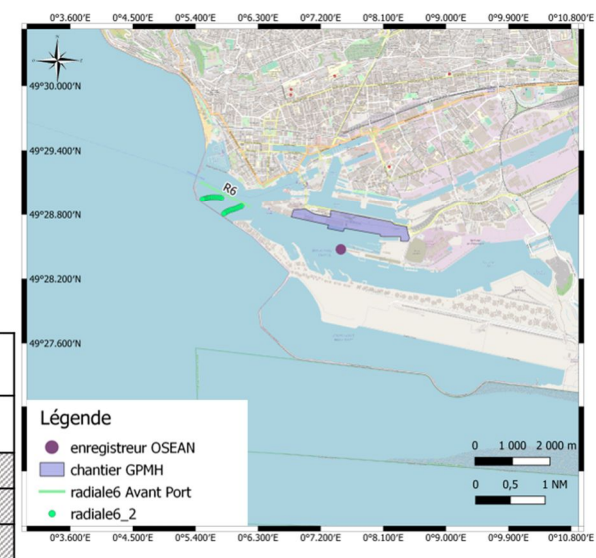 0°3.600'E 0°4.500'E 0°5.400'E 0°6.300'E 0°7.200'E 0°8.100'E 0°9.000'E 0°9.900'E 0°10.800'E
49°30.000'N
49°29.400'N
R6
49°28.800'N
49°28.200'N
49°27.600'N
Légende
enregistreur OSEAN
chantier GPMH
radiale6 Avant Port
radiale6_2
0 1 000 2 000 m
0 0,5 1 NM
0°3.600'E 0°4.500'E 0°5.400'E 0°6.300'E 0°7.200'E 0°8.100'E 0°9.000'E 0°9.900'E 0°10.800'E